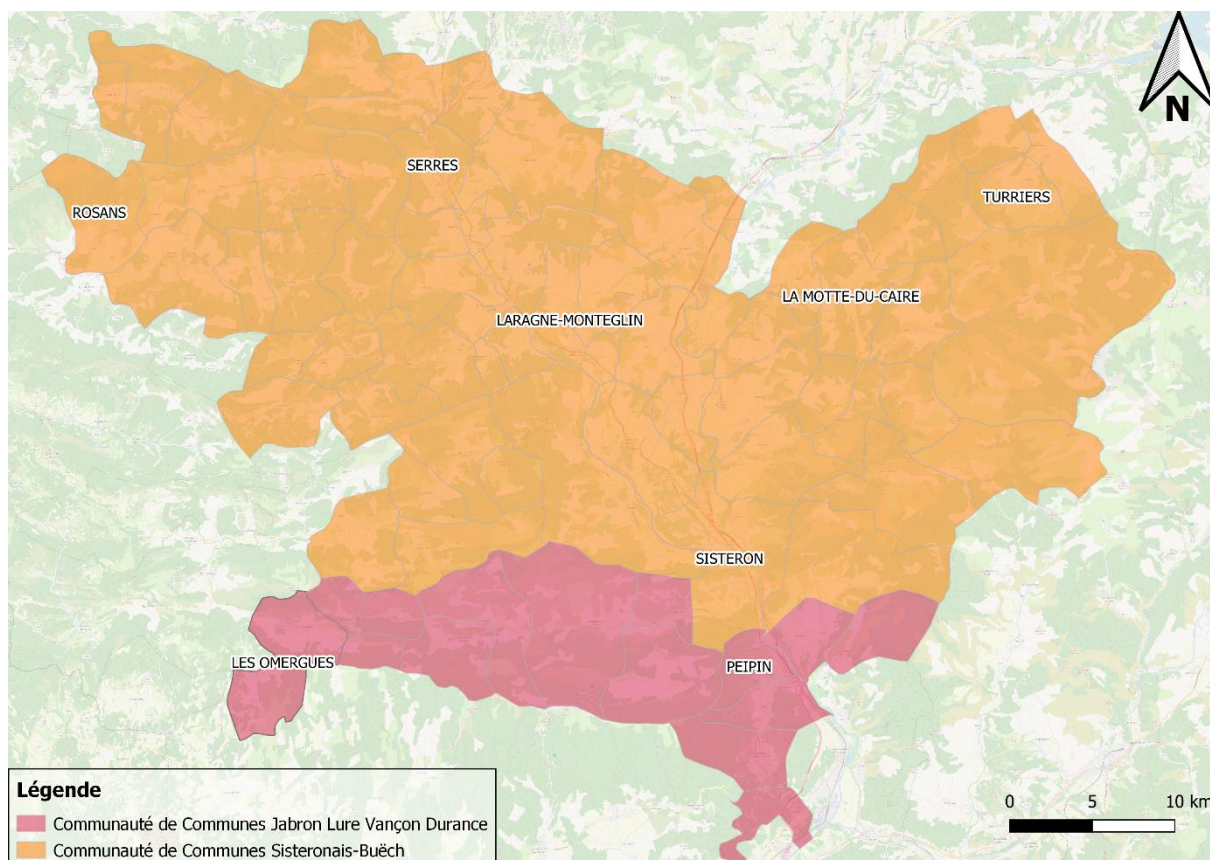 N
SERRES
TURRIERS
ROSANS
LA MOTTE-DU-CAIRE
LARAGNE-MONTEGLIN
SISTERON
LES OMERGUES
PEIPIN
Légende
Communauté de Communes Jabron Lure Vançon Durance
Communauté de Communes Sisteronais-Buëch
0 5 10 km